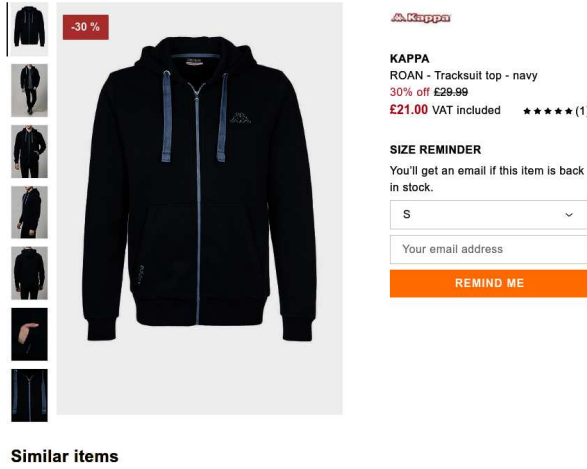 -30 %
Kappa
KAPPA
ROAN - Tracksuit top - navy
30% off £29.99
£21.00 VAT included ★★★★★(1)
SIZE REMINDER
You'll get an email if this item is back
in stock.
S
Your email address
REMIND ME
Similar items